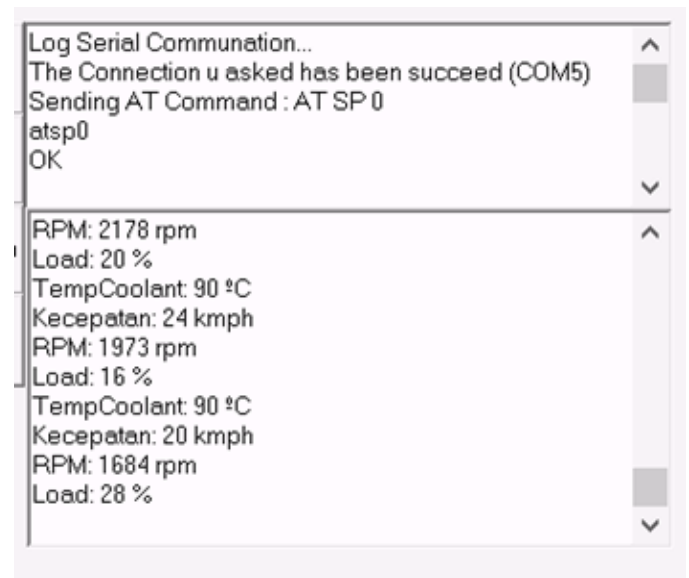 Log Serial Communation...
The Connection u asked has been succeed (COM5)
Sending AT Command : AT SP 0
atsp0
OK
RPM: 2178 rpm
Load: 20 %
TempCoolant: 90 ºC
Kecepatan: 24 kmph
RPM: 1973 rpm
Load: 16 %
TempCoolant: 90 ºC
Kecepatan: 20 kmph
RPM: 1684 rpm
Load: 28 %